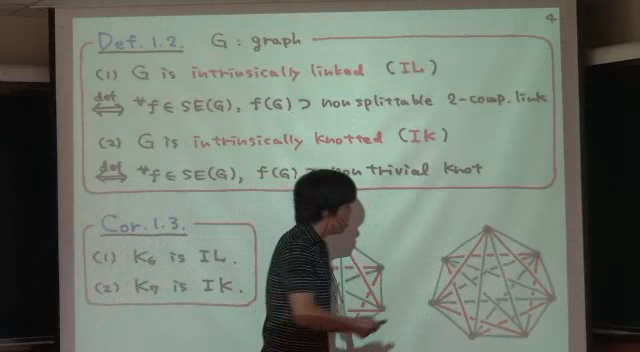 4
Def. 1.2. G : graph
(1) G is intrinsically linked (IL)
def ⟺ ∀f ∈ SE(G), f(G) ⊃ nonsplittable 2-comp. link
(2) G is intrinsically knotted (IK)
def ⟺ ∀f ∈ SE(G), f(G) trivial knot
Cor. 1.3.
(1) K6 is IL.
(2) K7 is IK.